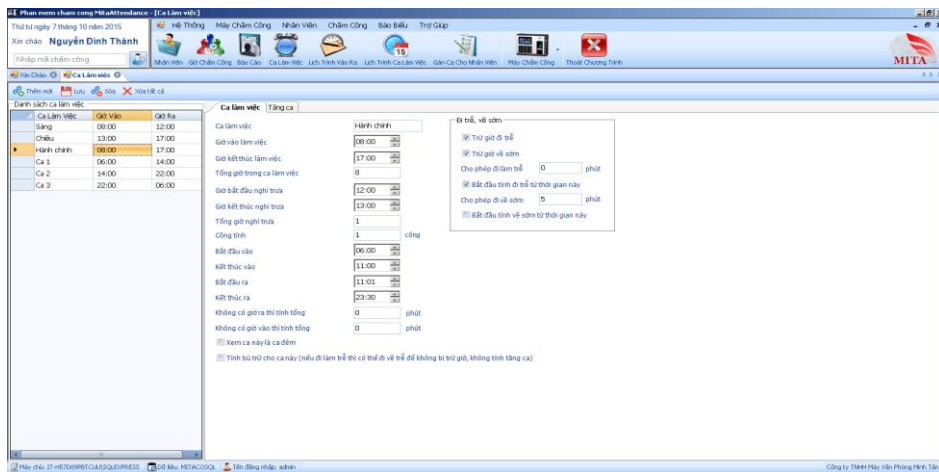 Phan mem cham cong MitaAttendance - [Ca Làm việc]
Thứ tư ngày 7 tháng 10 năm 2015
Xin chào Nguyễn Đình Thành
Nhập mã chấm công
Hệ Thống Máy Chấm Công Nhân Viên Chấm Công Báo Biểu Trợ Giúp
Nhân Viên Giờ Chấm Công Báo Cáo Ca Làm Việc Lịch Trình Vào Ra Lịch Trình Ca Làm Việc Gán Ca Cho Nhân Viên Máy Chấm Công Thoát Chương Trình
15
MITA
Xin Chào Ca Làm việc
Thêm mới Lưu Xóa Xóa tất cả
Danh sách ca làm việc
Ca Làm Việc Giờ Vào Giờ Ra
Sáng 08:00 12:00
Chiều 13:00 17:00
Hành chính 08:00 17:00
Ca 1 06:00 14:00
Ca 2 14:00 22:00
Ca 3 22:00 06:00
Ca làm việc Tăng ca
Ca làm việc Hành chính
Giờ vào làm việc 08:00
Giờ kết thúc làm việc 17:00
Tổng giờ trong ca làm việc 8
Giờ bắt đầu nghỉ trưa 12:00
Giờ kết thúc nghỉ trưa 13:00
Tổng giờ nghỉ trưa 1
Công tính 1 công
Bắt đầu vào 06:00
Kết thúc vào 11:00
Bắt đầu ra 11:01
Kết thúc ra 23:30
Không có giờ ra thì tính tổng 0 phút
Không có giờ vào thì tính tổng 0 phút
Xem ca này là ca đêm
Tính bù trừ cho ca này (nếu đi làm trễ thì có thể đi về trễ để không bị trừ giờ, không tính tăng ca)
Đi trễ, về sớm
Trừ giờ đi trễ
Trừ giờ về sớm
Cho phép đi làm trễ 0 phút
Bắt đầu tính đi trễ từ thời gian này
Cho phép đi về sớm 5 phút
Bắt đầu tính về sớm từ thời gian này
Máy chủ: IT-H57D89PBTCUU\SQLEXPRESS Dữ liệu: MITACOSQL Tên đăng nhập: admin Công ty TNHH Máy Văn Phòng Minh Tân